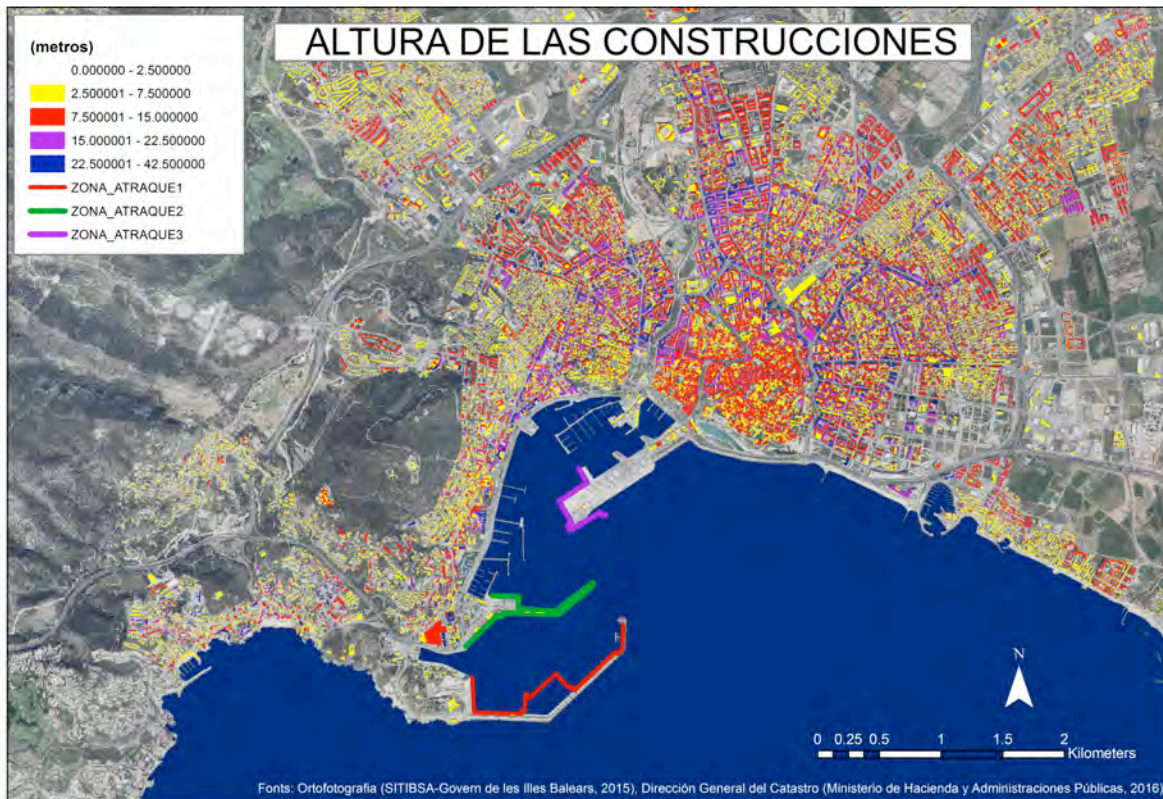 ALTURA DE LAS CONSTRUCCIONES
(metros)
0.000000 - 2.500000
2.500001 - 7.500000
7.500001 - 15.000000
15.000001 - 22.500000
22.500001 - 42.500000
ZONA_ATRAQUE1
ZONA_ATRAQUE2
ZONA_ATRAQUE3
N
0 0.25 0.5 1 1.5 2
Kilometers
Fonts: Ortofotografia (SITIBSA-Govern de les Illes Balears, 2015), Dirección General del Catastro (Ministerio de Hacienda y Administraciones Públicas, 2016)